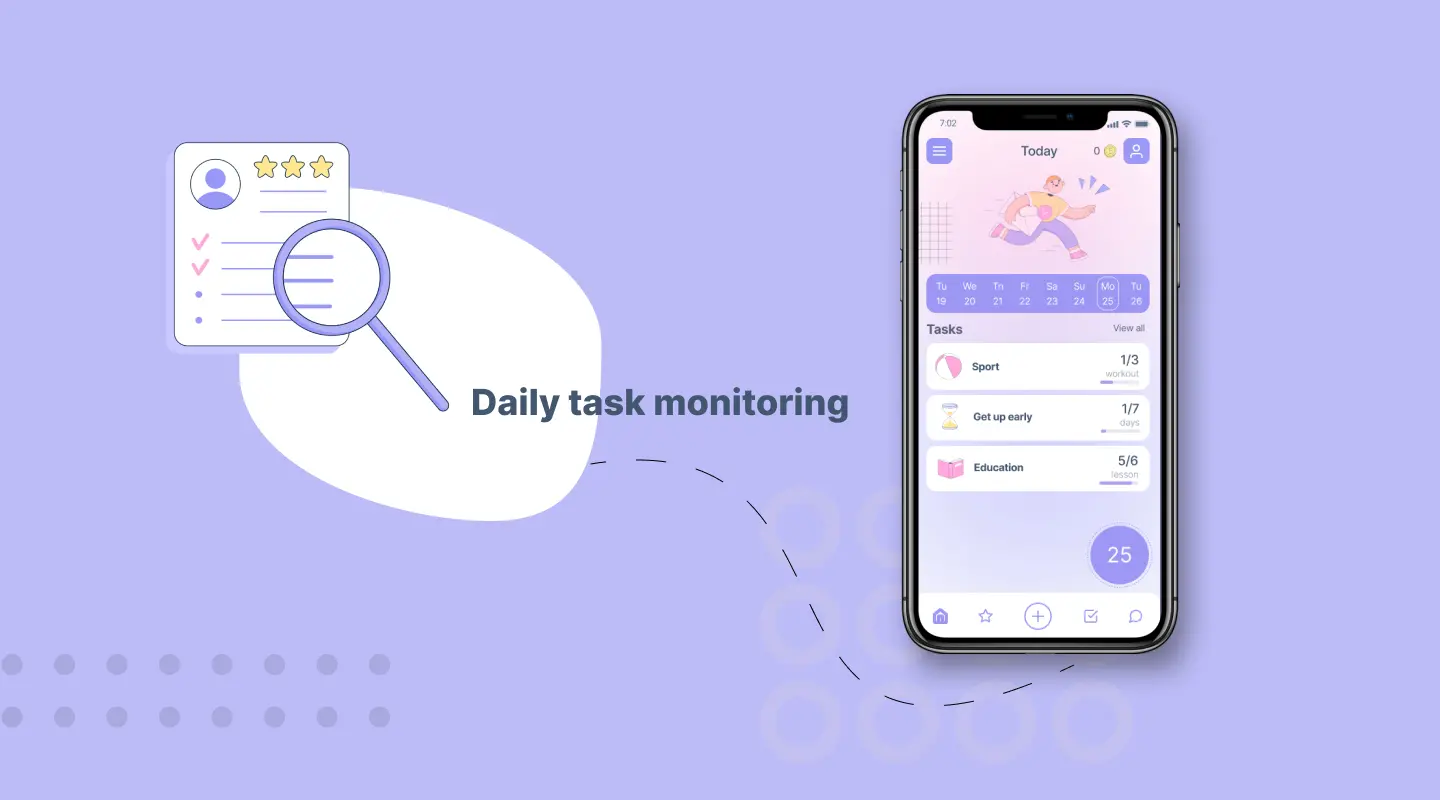 Daily task monitoring
7:02
Today
0
Tu We Tn Fr Sa Su Mo Tu
19 20 21 22 23 24 25 26
Tasks View all
Sport 1/3
workout
Get up early 1/7
days
Education 5/6
lesson
25